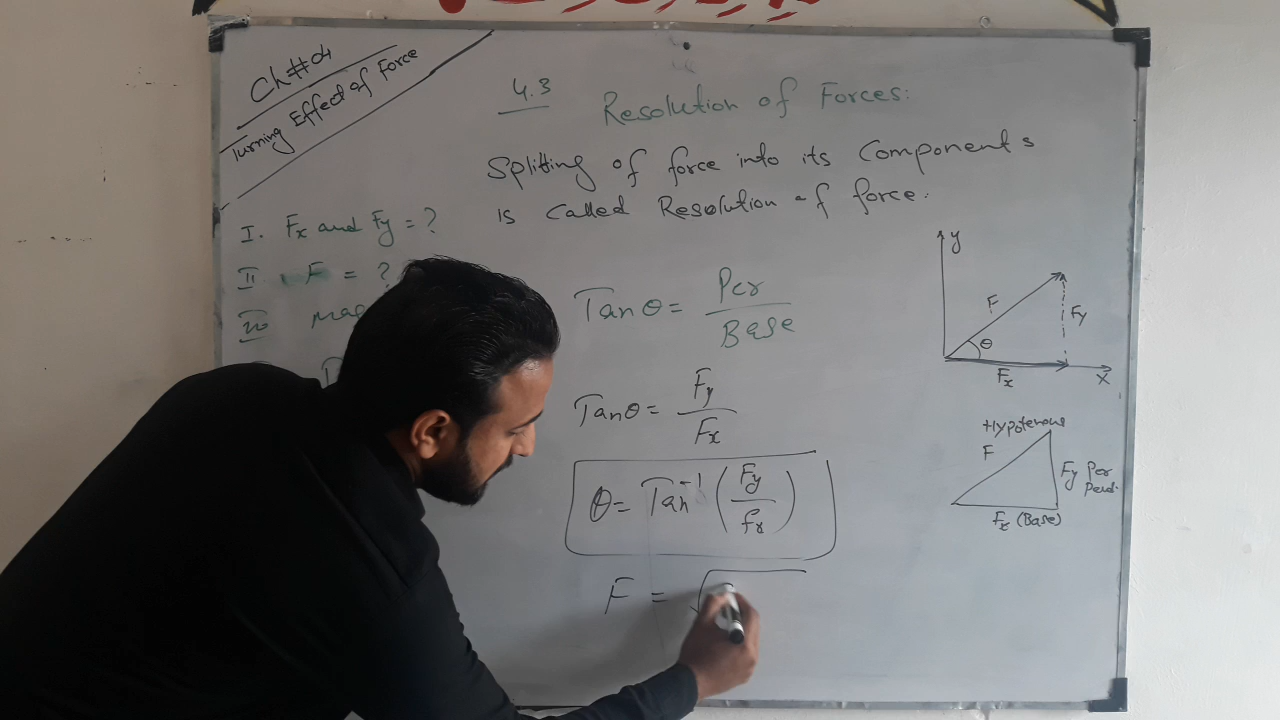 Ch#04
Turning Effect of Force
4.3 Resolution of Forces:
Splitting of force into its Components
is Called Resolution of force.
I. Fx and Fy = ?
II F = ?
Tanθ = Per / Base
Tanθ = Fy / Fx
θ = Tan⁻¹ (Fy / fx)
F = √
y
F
θ
Fy
Fx
x
Hypotenous
F
Fy Per
Pend.
Fx (Base)